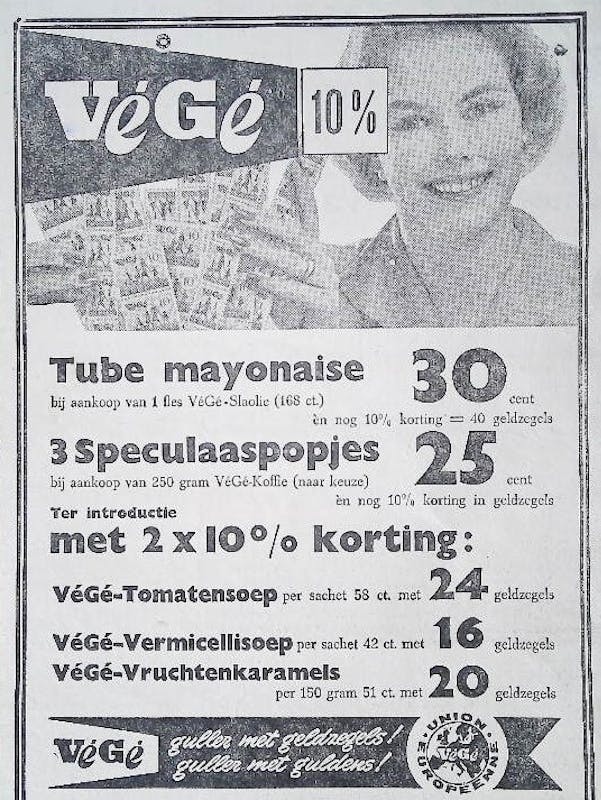 VéGé
10%
Tube mayonaise 30 cent
bij aankoop van 1 fles VéGé-Slaolie (168 ct.)
èn nog 10% korting = 40 geldzegels
3 Speculaaspopjes 25 cent
bij aankoop van 250 gram VéGé-Koffie (naar keuze)
èn nog 10% korting in geldzegels
Ter introductie
met 2 x 10% korting:
VéGé-Tomatensoep per sachet 58 ct. met 24 geldzegels
VéGé-Vermicellisoep per sachet 42 ct. met 16 geldzegels
VéGé-Vruchtenkaramels
per 150 gram 51 ct. met 20 geldzegels
VéGé
guller met geldzegels!
guller met guldens!
UNION EUROPÉENNE
VéGé